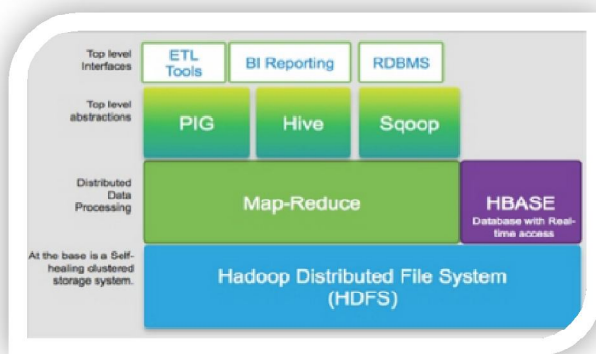 Top level
Interfaces
ETL
Tools
BI Reporting
RDBMS
Top level
abstractions
PIG
Hive
Sqoop
Distributed
Data
Processing
Map-Reduce
HBASE
Database with Real-
time access
At the base is a Self-
healing clustered
storage system.
Hadoop Distributed File System
(HDFS)